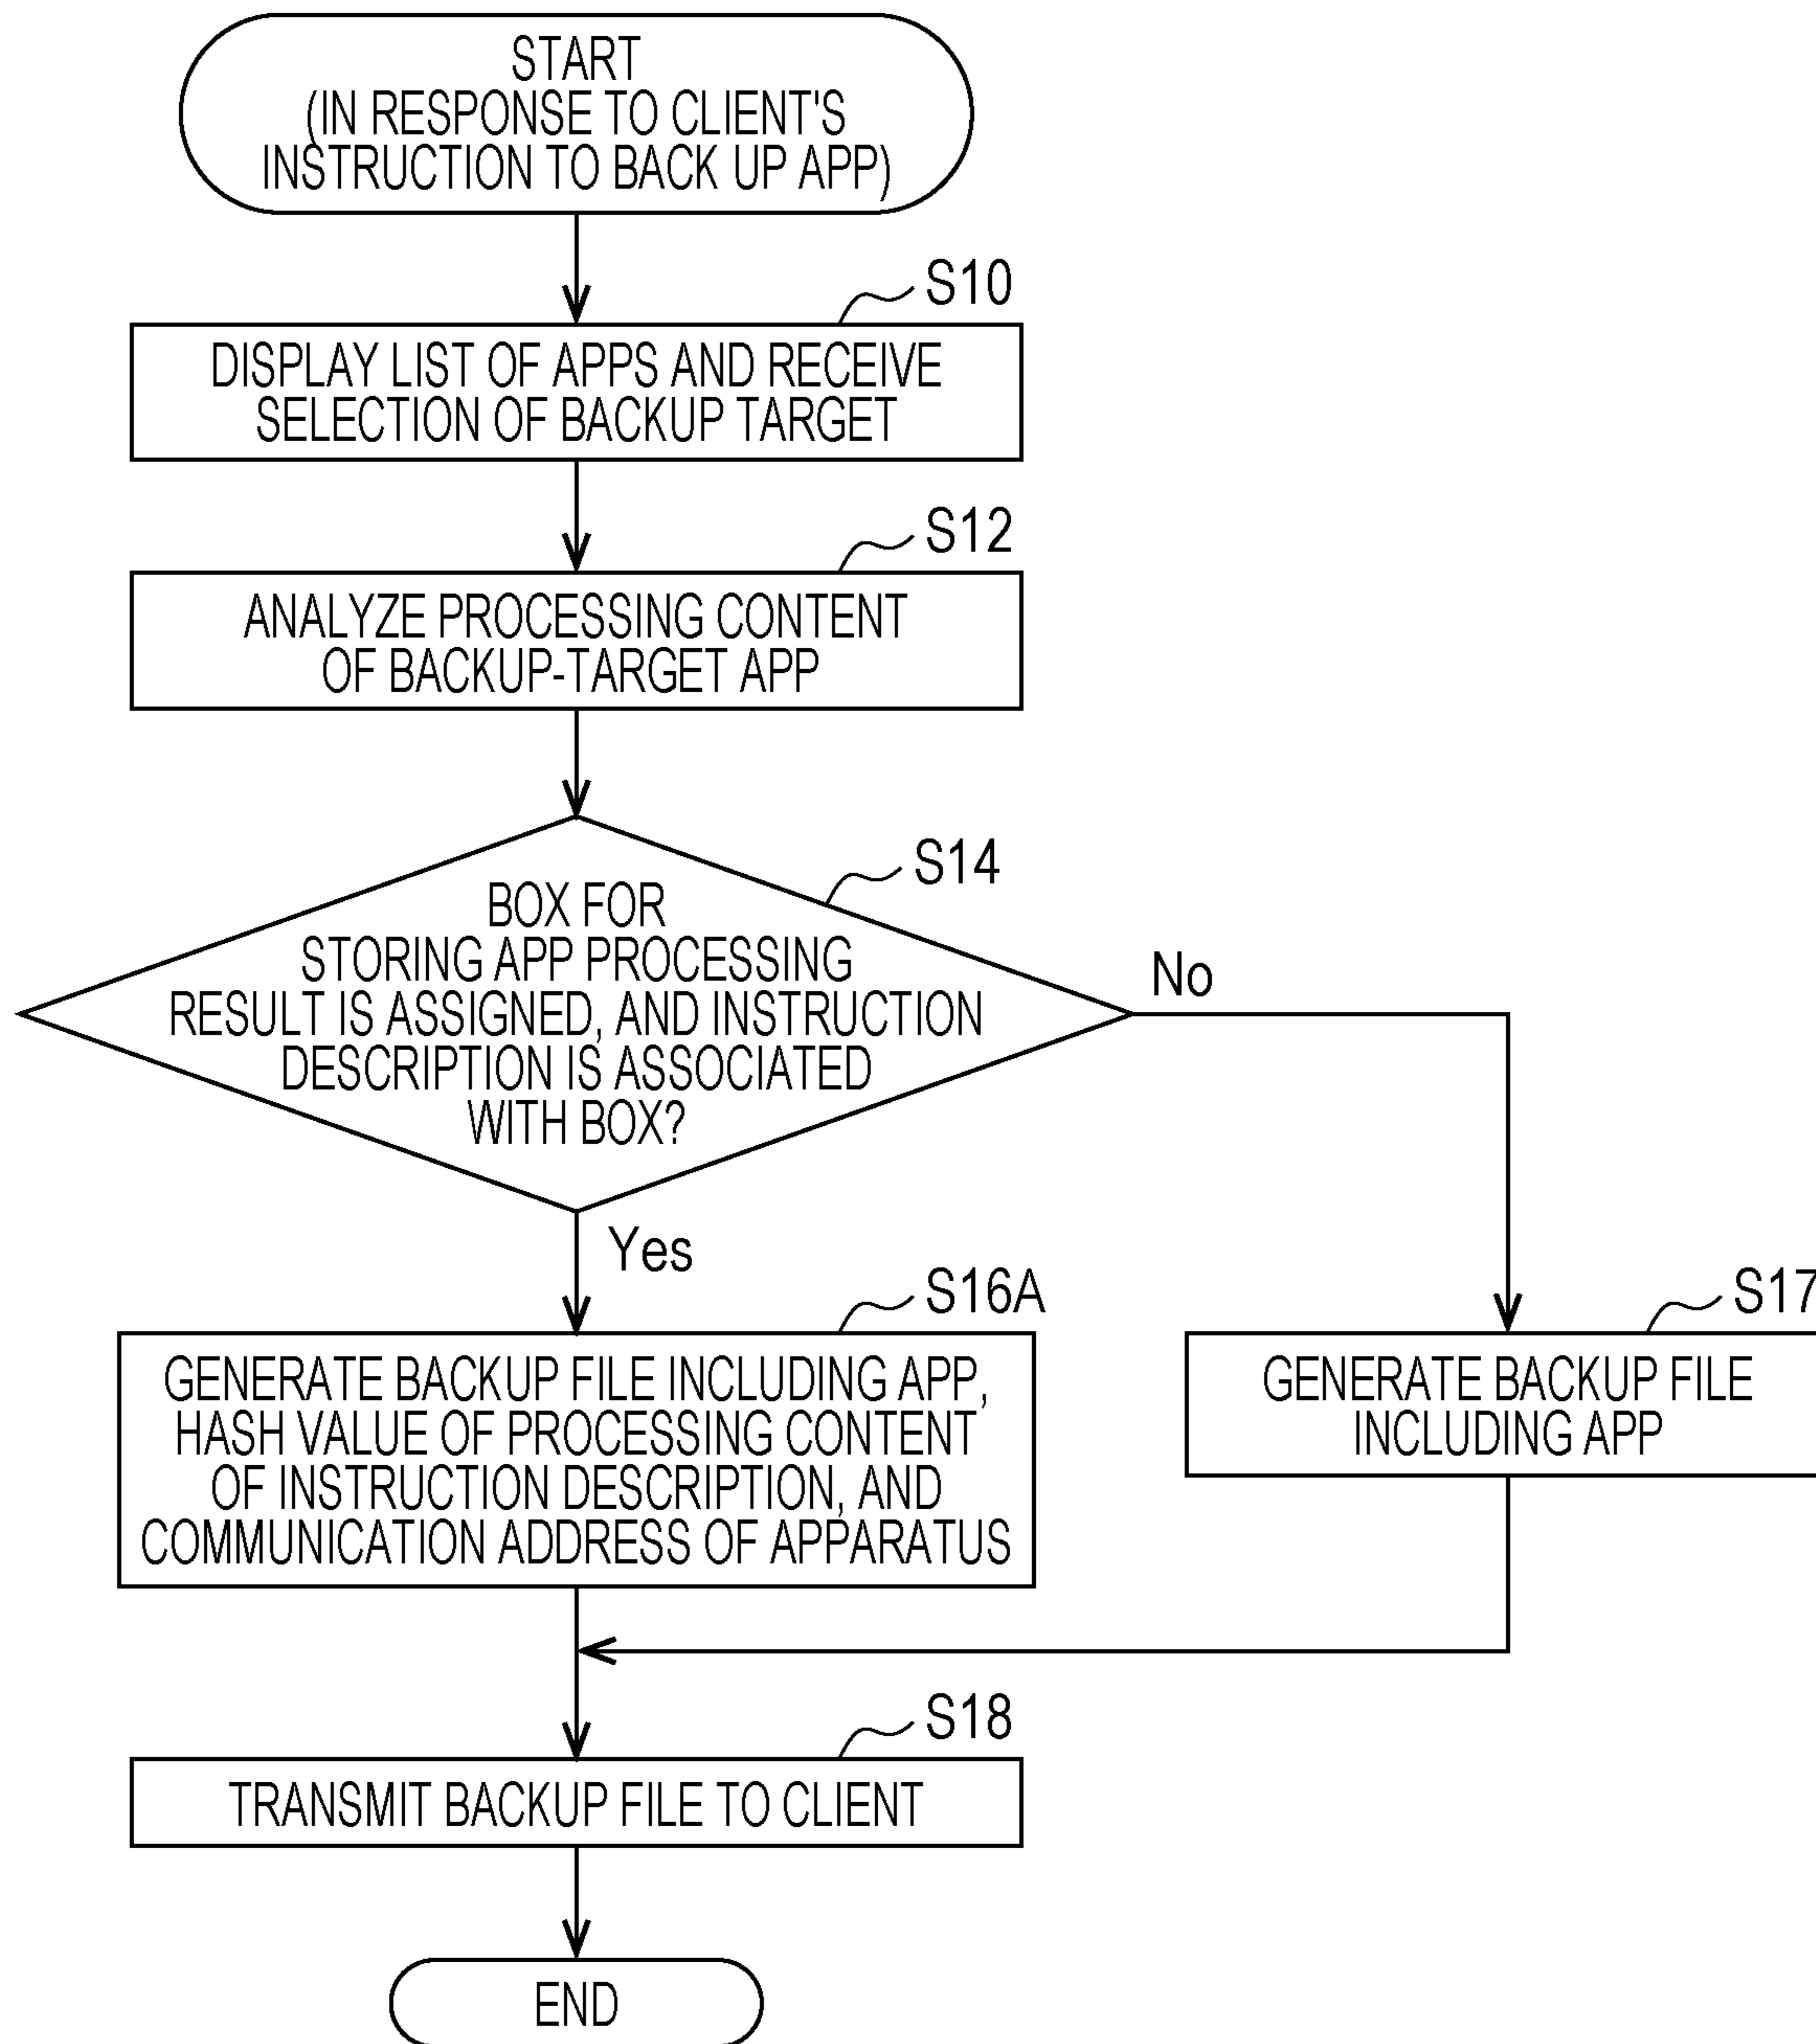 START
(IN RESPONSE TO CLIENT'S
INSTRUCTION TO BACK UP APP)
S10
DISPLAY LIST OF APPS AND RECEIVE
SELECTION OF BACKUP TARGET
S12
ANALYZE PROCESSING CONTENT
OF BACKUP-TARGET APP
S14
BOX FOR
STORING APP PROCESSING
RESULT IS ASSIGNED, AND INSTRUCTION
DESCRIPTION IS ASSOCIATED
WITH BOX?
No
Yes
S16A
GENERATE BACKUP FILE INCLUDING APP,
HASH VALUE OF PROCESSING CONTENT
OF INSTRUCTION DESCRIPTION, AND
COMMUNICATION ADDRESS OF APPARATUS
S17
GENERATE BACKUP FILE
INCLUDING APP
S18
TRANSMIT BACKUP FILE TO CLIENT
END